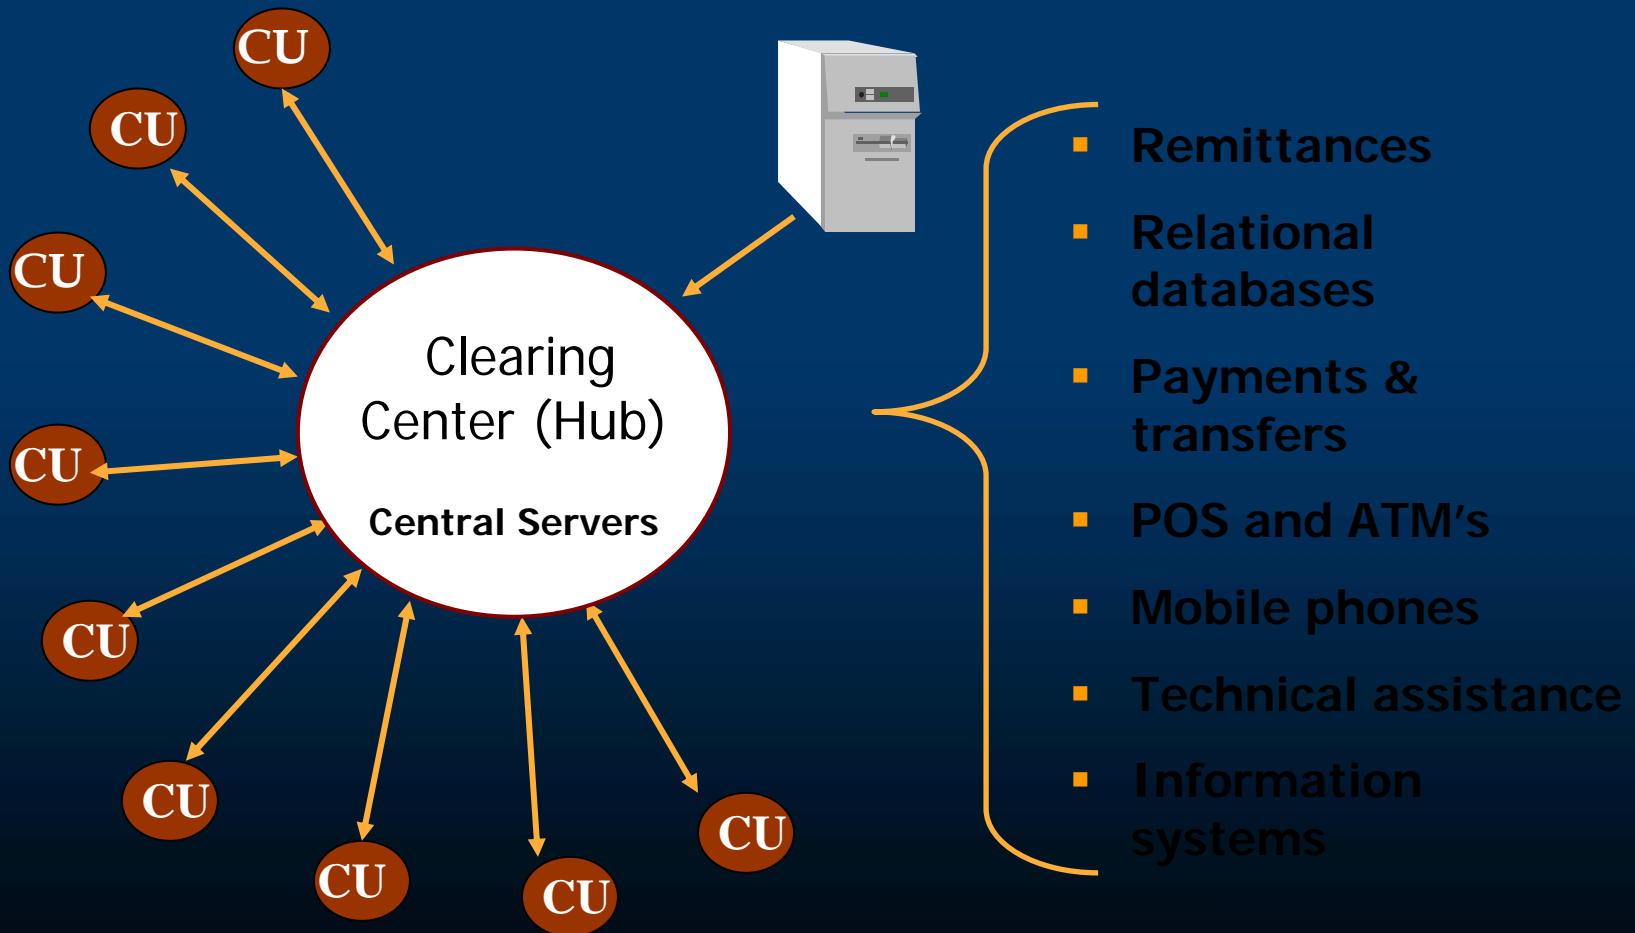 CU
CU
CU
CU
CU
CU
CU
CU
CU
Clearing
Center (Hub)
Central Servers
Remittances
Relational
databases
Payments &
transfers
POS and ATM's
Mobile phones
Technical assistance
Information
systems